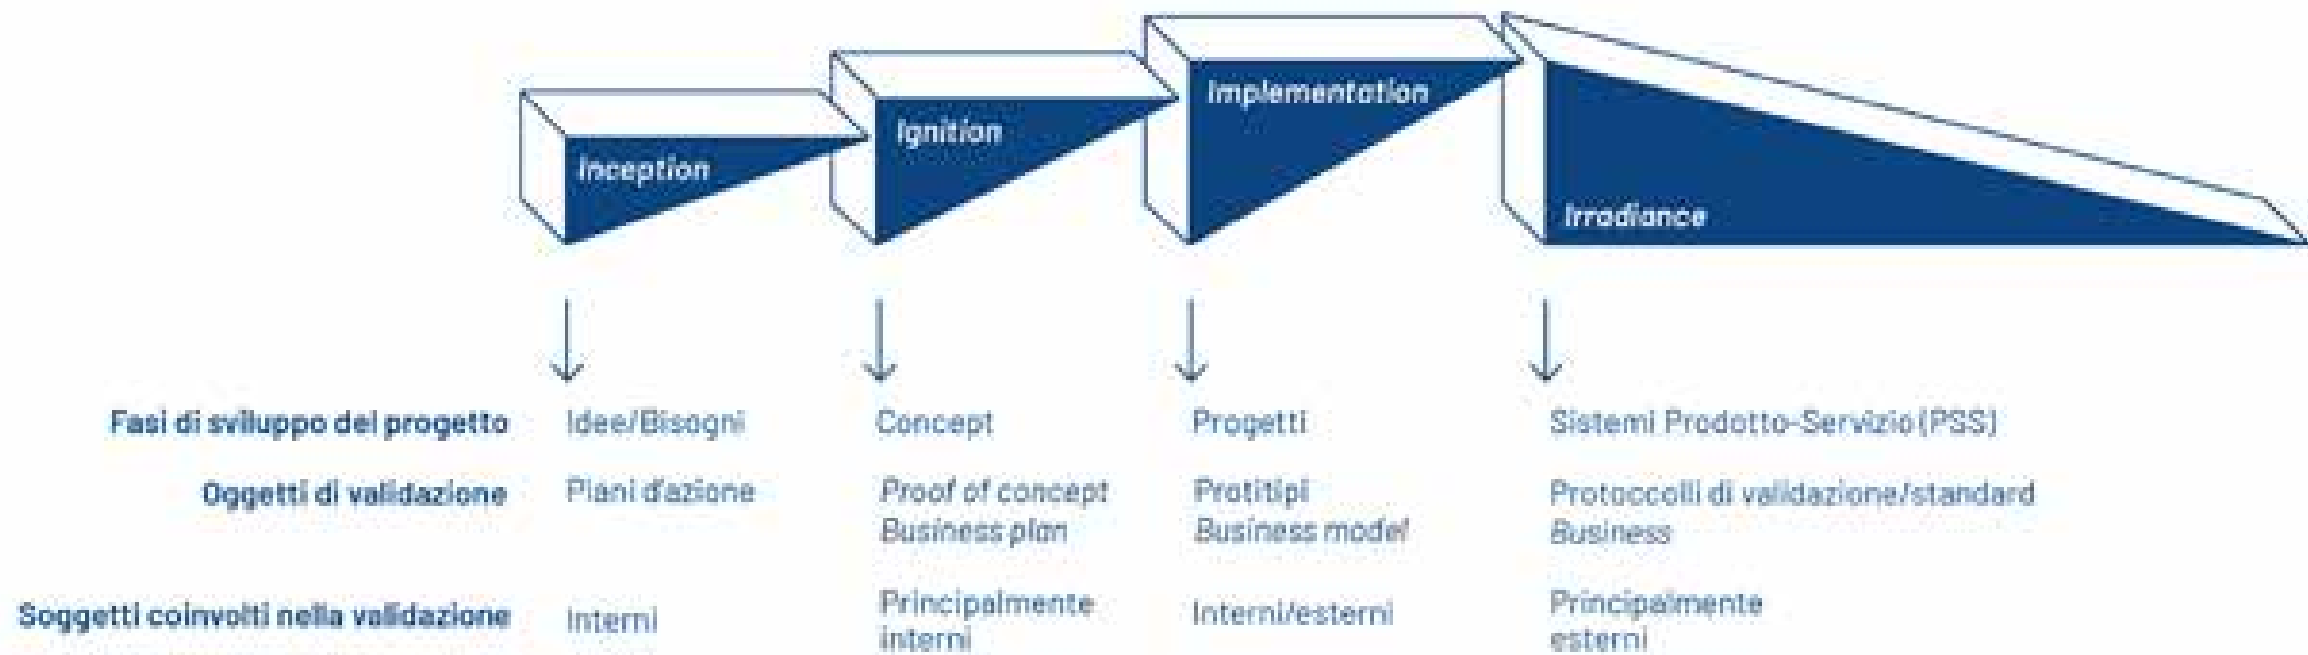 Inception
Ignition
Implementation
Irradiance
Fasi di sviluppo del progetto
Idee/Bisogni
Concept
Progetti
Sistemi Prodotto-Servizio (PSS)
Oggetti di validazione
Piani d'azione
Proof of concept
Business plan
Protitipi
Business model
Protoccolli di validazione/standard
Business
Soggetti coinvolti nella validazione
Interni
Principalmente
interni
Interni/esterni
Principalmente
esterni